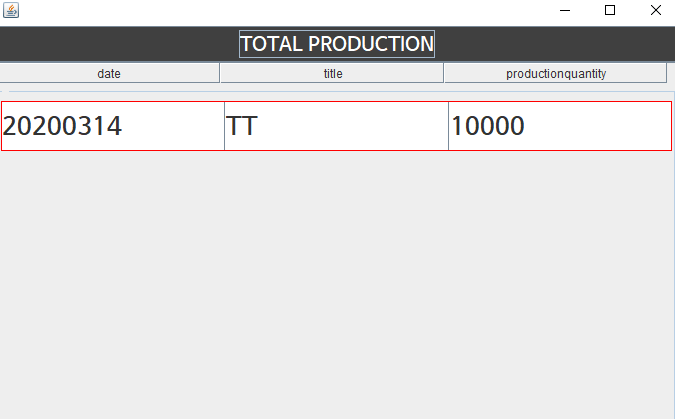 TOTAL PRODUCTION
date title productionquantity
20200314 TT 10000